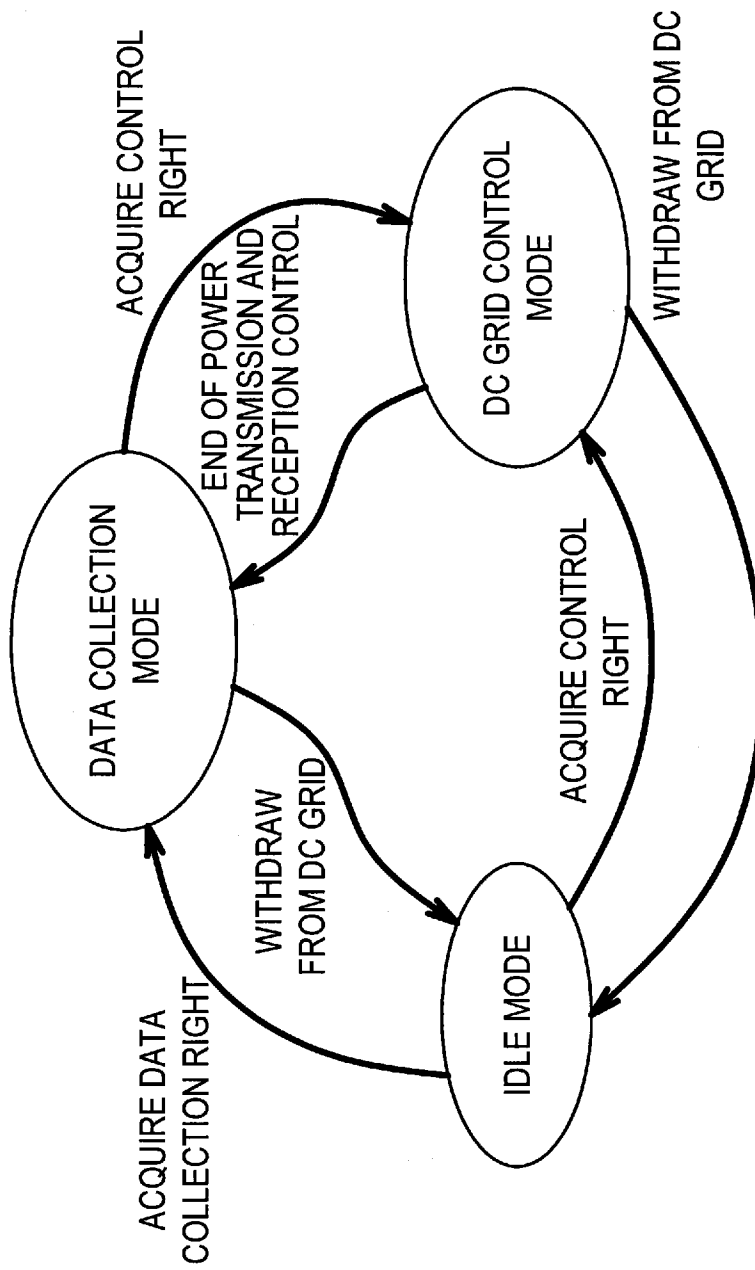 DATA COLLECTION
MODE
ACQUIRE DATA
COLLECTION RIGHT
ACQUIRE CONTROL
RIGHT
WITHDRAW
FROM DC GRID
END OF POWER
TRANSMISSION AND
RECEPTION CONTROL
IDLE MODE
DC GRID CONTROL
MODE
ACQUIRE CONTROL
RIGHT
WITHDRAW FROM DC
GRID